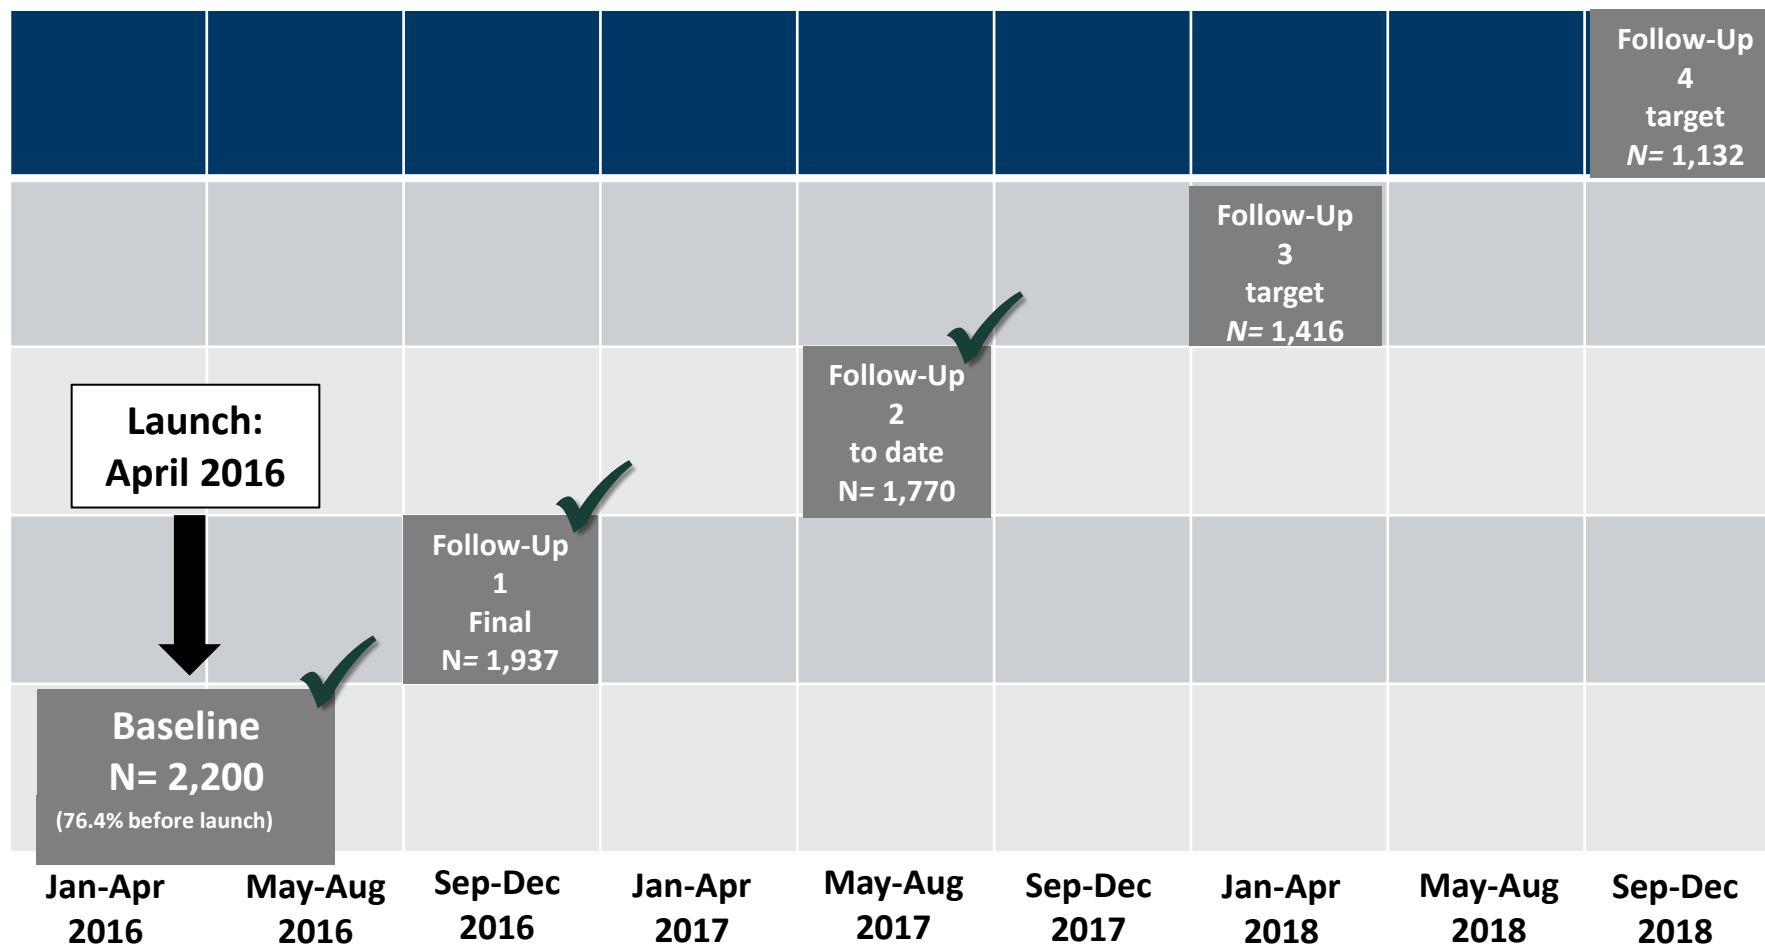 Follow-Up
4
target
N= 1,132
Follow-Up
3
target
N= 1,416
Follow-Up
2
to date
N= 1,770
Launch:
April 2016
Follow-Up
1
Final
N= 1,937
Baseline
N= 2,200
(76.4% before launch)
Jan-Apr
2016
May-Aug
2016
Sep-Dec
2016
Jan-Apr
2017
May-Aug
2017
Sep-Dec
2017
Jan-Apr
2018
May-Aug
2018
Sep-Dec
2018